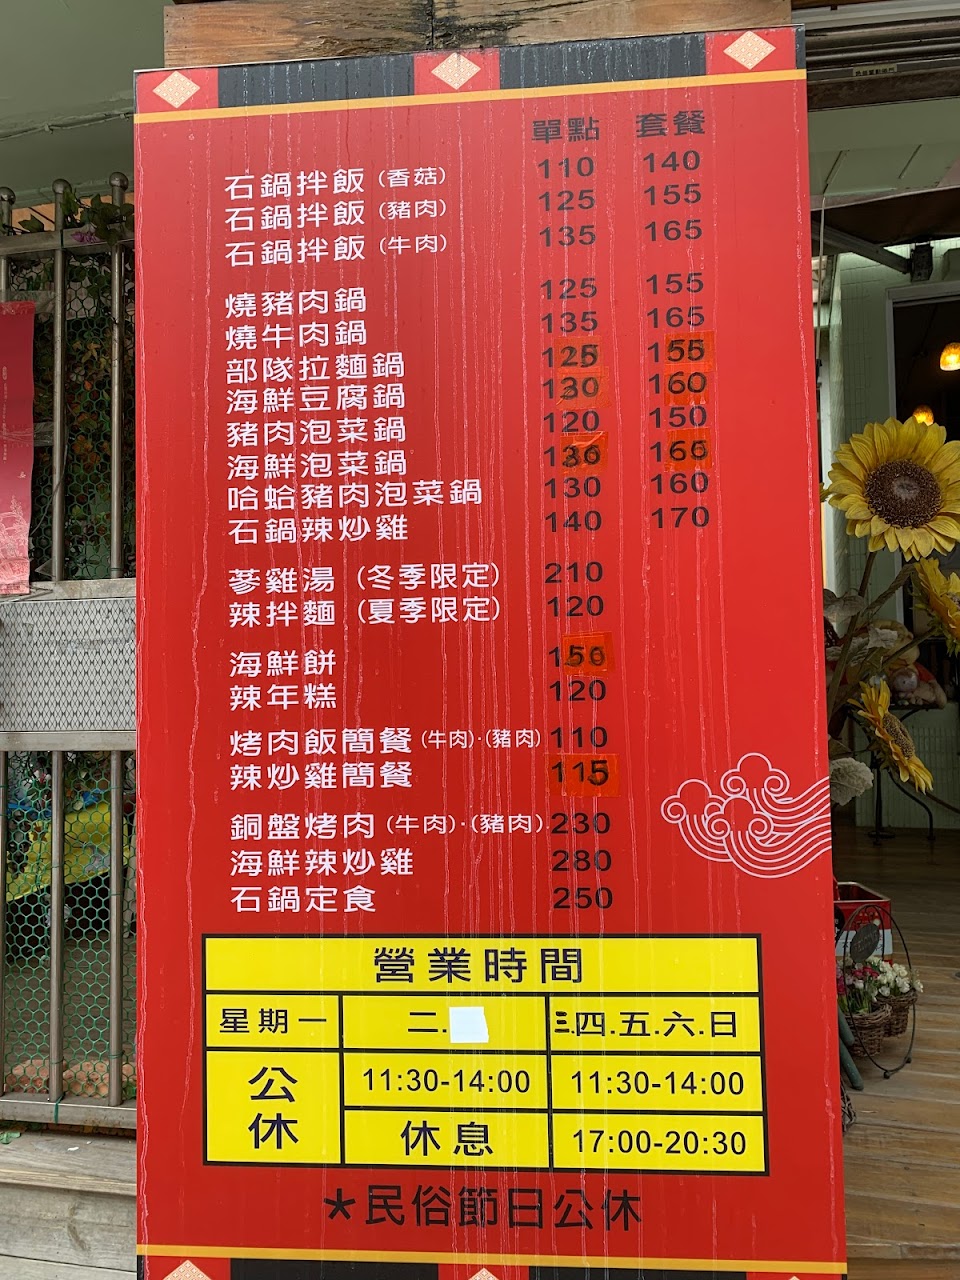 單點 套餐
石鍋拌飯(香菇) 110 140
石鍋拌飯(豬肉) 125 155
石鍋拌飯(牛肉) 135 165
燒豬肉鍋 125 155
燒牛肉鍋 135 165
部隊拉麵鍋 125 155
海鮮豆腐鍋 130 160
豬肉泡菜鍋 120 150
海鮮泡菜鍋
哈蛤豬肉泡菜鍋 130 160
石鍋辣炒雞 140 170
蔘雞湯(冬季限定) 210
辣拌麵(夏季限定) 120
海鮮餅
辣年糕 120
烤肉飯簡餐(牛肉)·(豬肉) 110
辣炒雞簡餐 115
銅盤烤肉(牛肉)·(豬肉) 230
海鮮辣炒雞 280
石鍋定食 250
營業時間
星期一 二. 三.四.五.六.日
公休 11:30-14:00 11:30-14:00
休息 17:00-20:30
*民俗節日公休